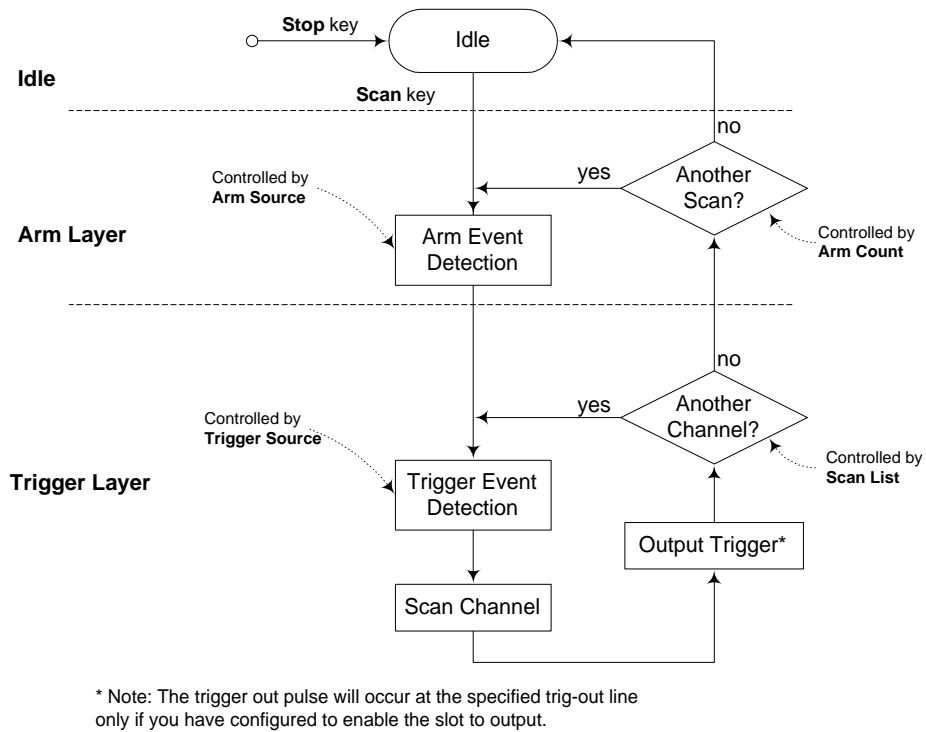 Stop key
Idle
Idle
Scan key
no
Controlled by
Arm Source
yes
Another
Scan?
Arm Layer
Arm Event
Detection
Controlled by
Arm Count
no
Controlled by
Trigger Source
yes
Another
Channel?
Trigger Layer
Trigger Event
Detection
Controlled by
Scan List
Output Trigger*
Scan Channel
* Note: The trigger out pulse will occur at the specified trig-out line
only if you have configured to enable the slot to output.